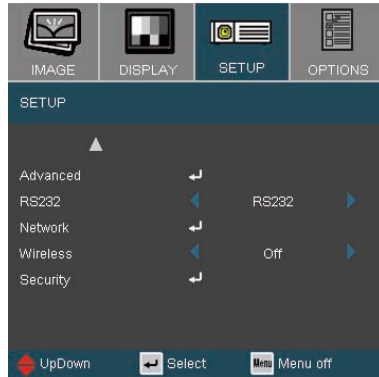 IMAGE DISPLAY SETUP OPTIONS
SETUP
Advanced
RS232 RS232
Network
Wireless Off
Security
UpDown Select Menu Menu off